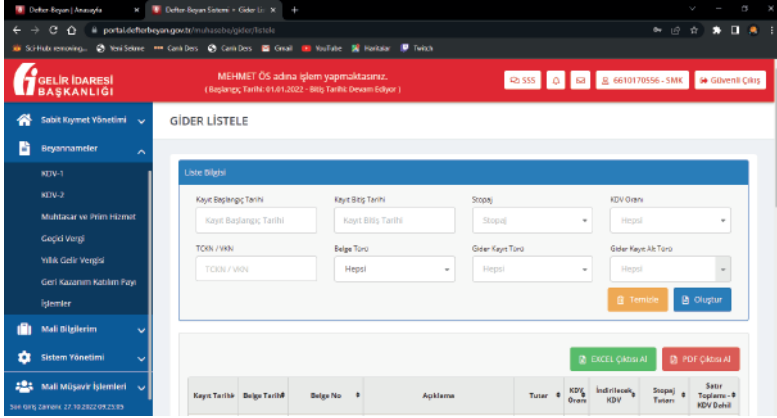 Defter-Beyan | Anasayfa
Defter-Beyan Sistemi - Gider Li
portal.defterbeyan.gov.tr/muhasebe/gider/listele
Sci-Hub removing...
Yeni Sekme
Canlı Ders
Canlı Ders
Gmail
YouTube
Haritalar
Twitch
GELİR İDARESİ
BAŞKANLIĞI
MEHMET ÖS adına işlem yapmaktasınız.
( Başlangıç Tarihi: 01.01.2022 - Bitiş Tarihi: Devam Ediyor )
SSS
6610170556 - SMK
Güvenli Çıkış
Sabit Kıymet Yönetimi
Beyannameler
KDV-1
KDV-2
Muhtasar ve Prim Hizmet
Geçici Vergi
Yıllık Gelir Vergisi
Geri Kazanım Katılım Payı
İşlemler
Mali Bilgilerim
Sistem Yönetimi
Mali Müşavir İşlemleri
Son Giriş Zamanı: 27.10.2022 09:25:09
GİDER LİSTELE
Liste Bilgisi
Kayıt Başlangıç Tarihi
Kayıt Bitiş Tarihi
Stopaj
KDV Oranı
Kayıt Başlangıç Tarihi
Kayıt Bitiş Tarihi
Stopaj
Hepsi
TCKN / VKN
Belge Türü
Gider Kayıt Türü
Gider Kayıt Alt Türü
TCKN / VKN
Hepsi
Hepsi
Hepsi
Temizle
Oluştur
EXCEL Çıktısı Al
PDF Çıktısı Al
Kayıt Tarihi
Belge Tarihi
Belge No
Açıklama
Tutar
KDV Oranı
İndirilecek KDV
Stopaj Tutarı
Satır Toplamı - KDV Dahil